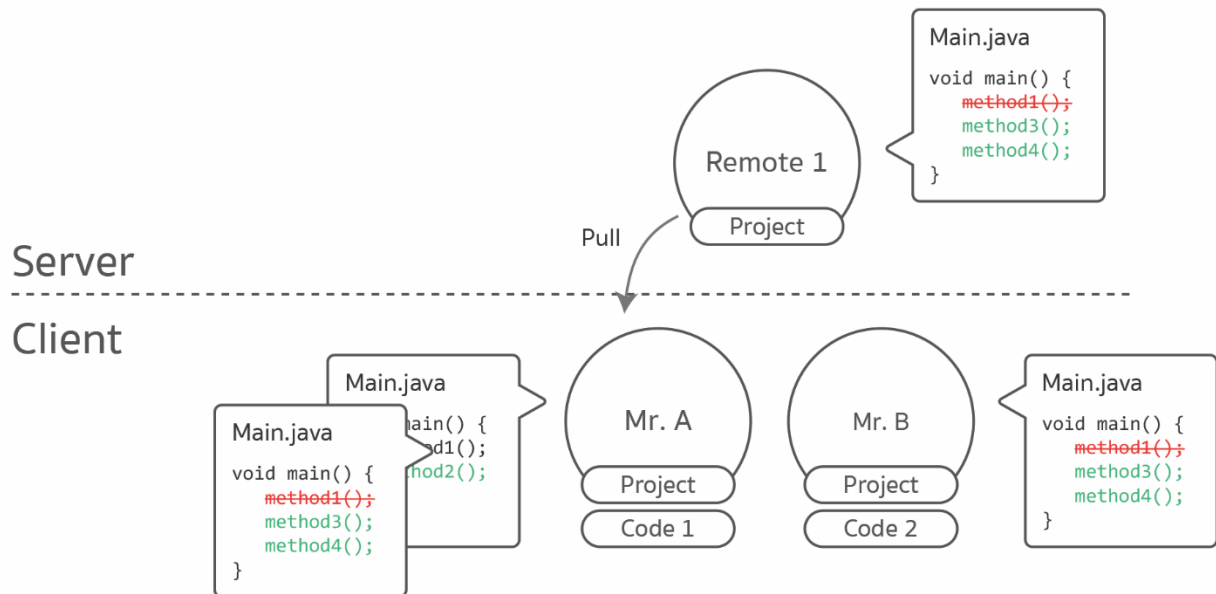 Main.java
void main() {
method1();
method3();
method4();
}
Remote 1
Project
Pull
Server
Client
Main.java
main() {
d1();
hod2();
Main.java
void main() {
method1();
method3();
method4();
}
Mr. A
Project
Code 1
Mr. B
Project
Code 2
Main.java
void main() {
method1();
method3();
method4();
}